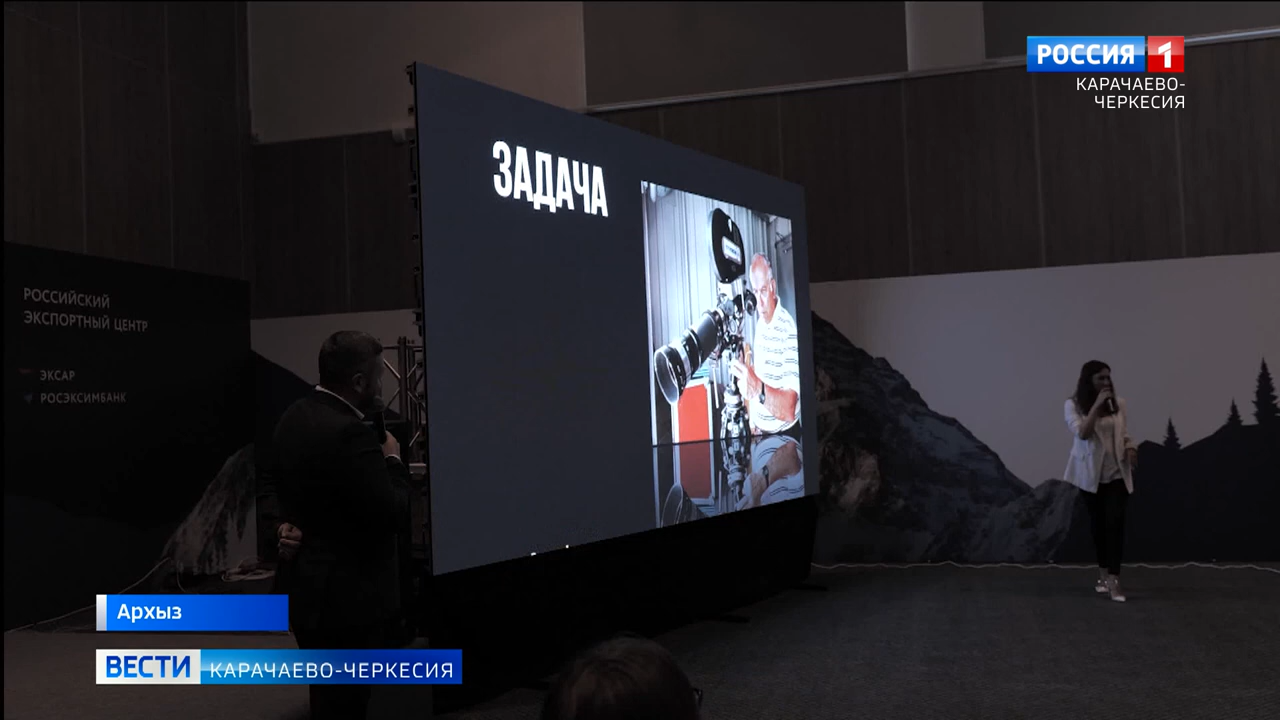 РОССИЯ 1
КАРАЧАЕВО-
ЧЕРКЕСИЯ
ЗАДАЧА
РОССИЙСКИЙ
ЭКСПОРТНЫЙ ЦЕНТР
ЭКСАР
РОСЭКСИМБАНК
Архыз
ВЕСТИ КАРАЧАЕВО-ЧЕРКЕСИЯ